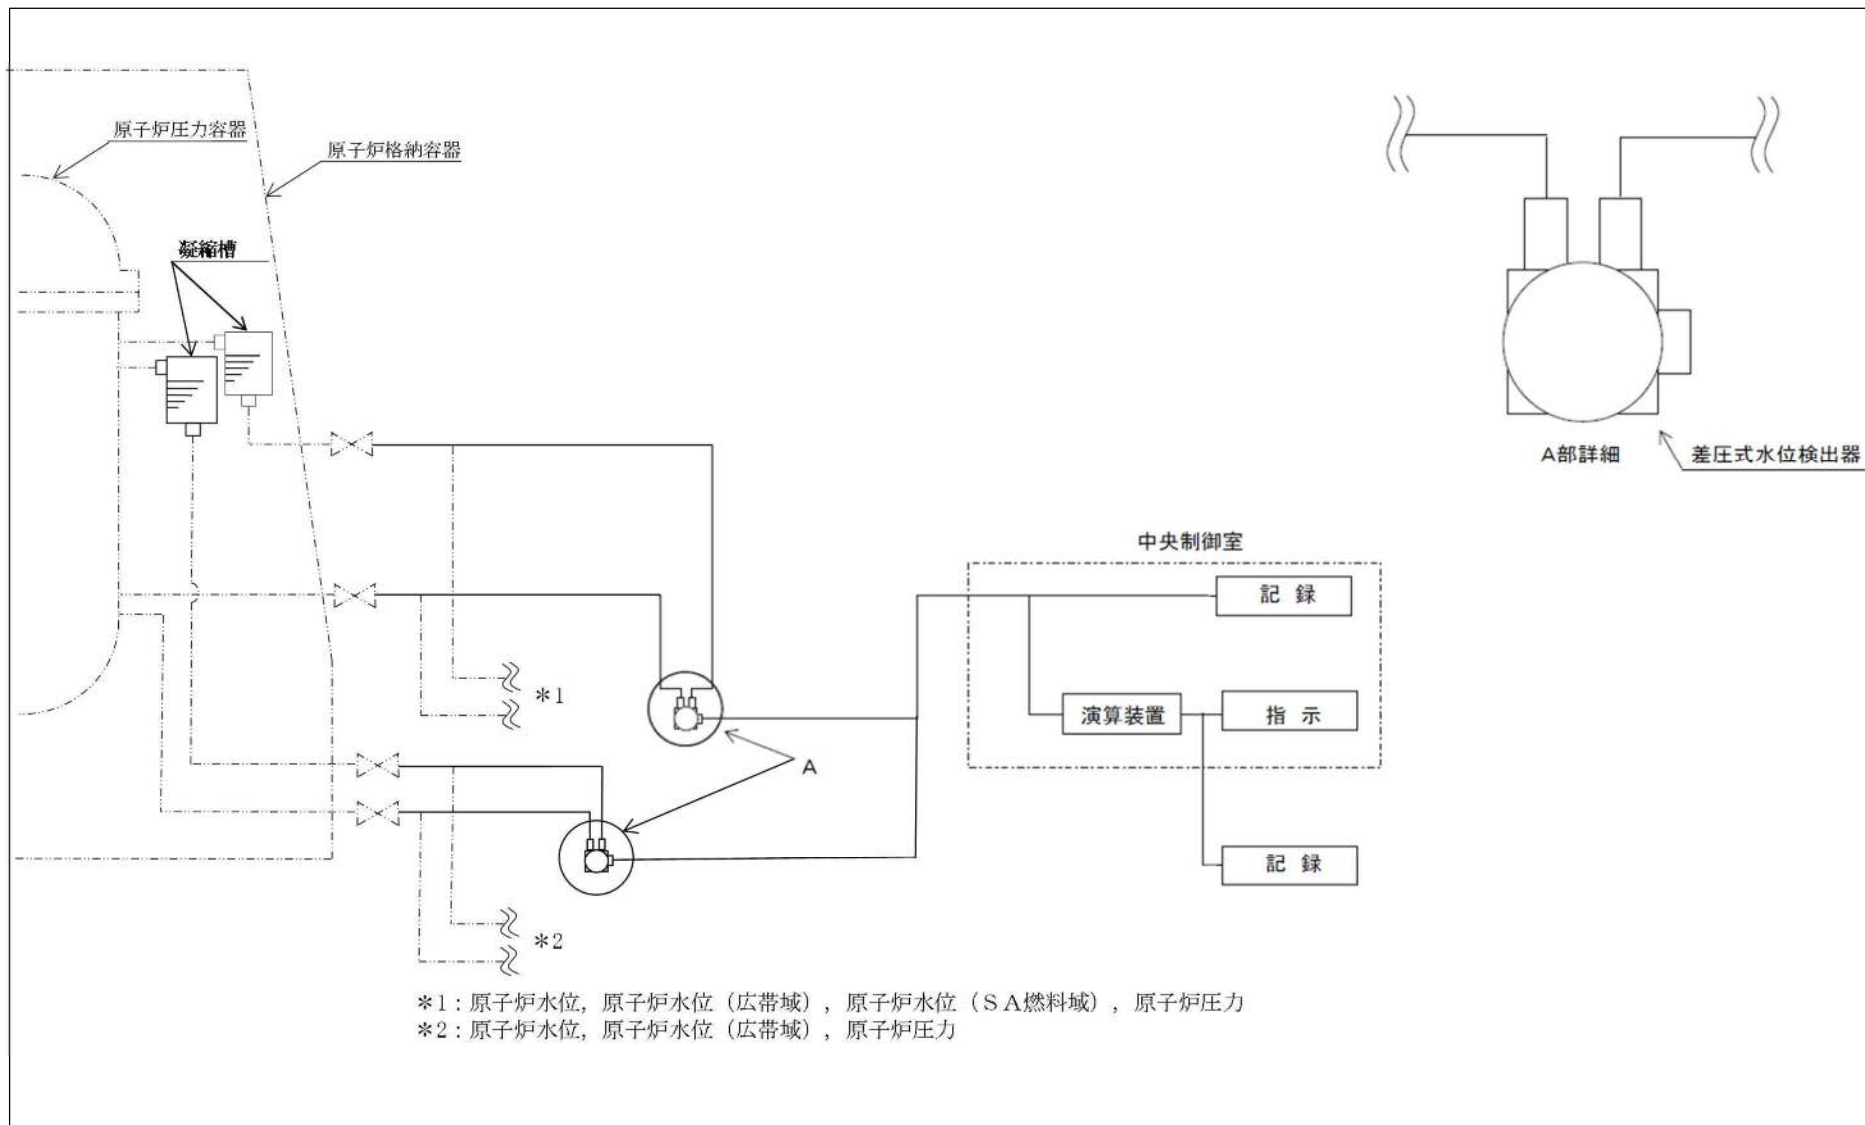 原子炉圧力容器
原子炉格納容器
凝縮槽
A部詳細
差圧式水位検出器
中央制御室
記 録
演算装置
指 示
記 録
A
*1
*2
*1:原子炉水位,原子炉水位(広帯域),原子炉水位(SA燃料域),原子炉圧力
*2:原子炉水位,原子炉水位(広帯域),原子炉圧力